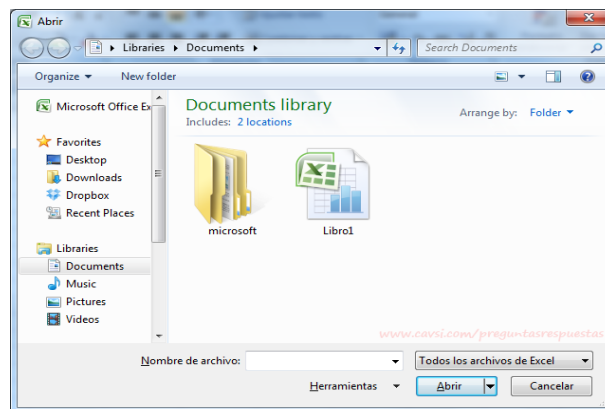 Abrir
Libraries Documents
Search Documents
Organize New folder
Microsoft Office Ex
Favorites
Desktop
Downloads
Dropbox
Recent Places
Libraries
Documents
Music
Pictures
Videos
Documents library
Includes: 2 locations
Arrange by: Folder
microsoft
Libro1
www.cavsi.com/preguntasrespuestas
Nombre de archivo:
Todos los archivos de Excel
Herramientas
Abrir
Cancelar